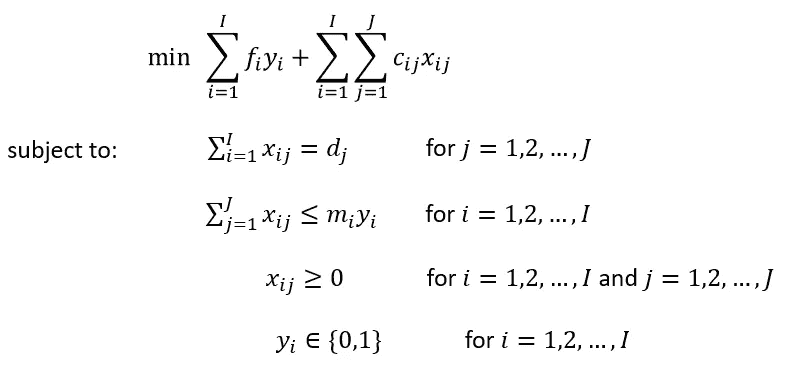 min ∑_{i=1}^{I} f_i y_i + ∑_{i=1}^{I} ∑_{j=1}^{J} c_{ij} x_{ij}
subject to: ∑_{i=1}^{I} x_{ij} = d_j for j = 1,2, …, J
∑_{j=1}^{J} x_{ij} ≤ m_i y_i for i = 1,2, …, I
x_{ij} ≥ 0 for i = 1,2, …, I and j = 1,2, …, J
y_i ∈ {0,1} for i = 1,2, …, I